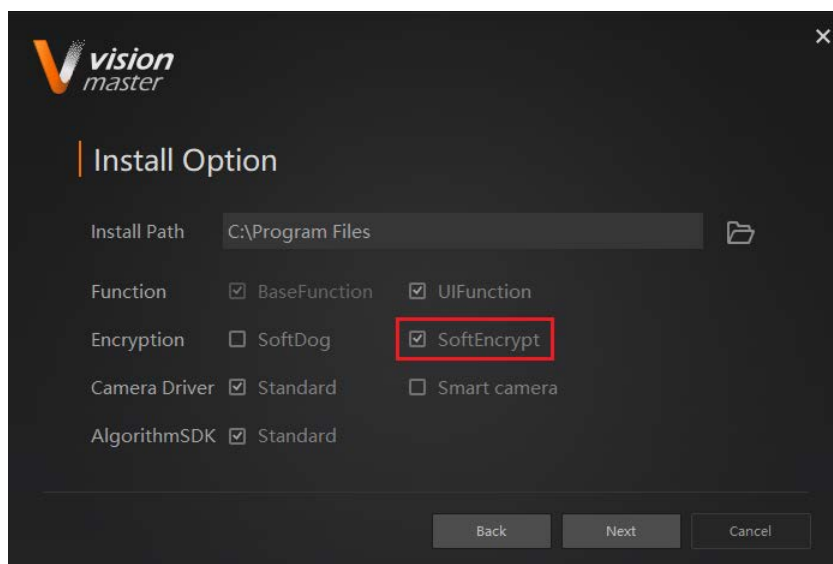 vision
master
Install Option
Install Path C:\Program Files
Function BaseFunction UIFunction
Encryption SoftDog SoftEncrypt
Camera Driver Standard Smart camera
AlgorithmSDK Standard
Back Next Cancel